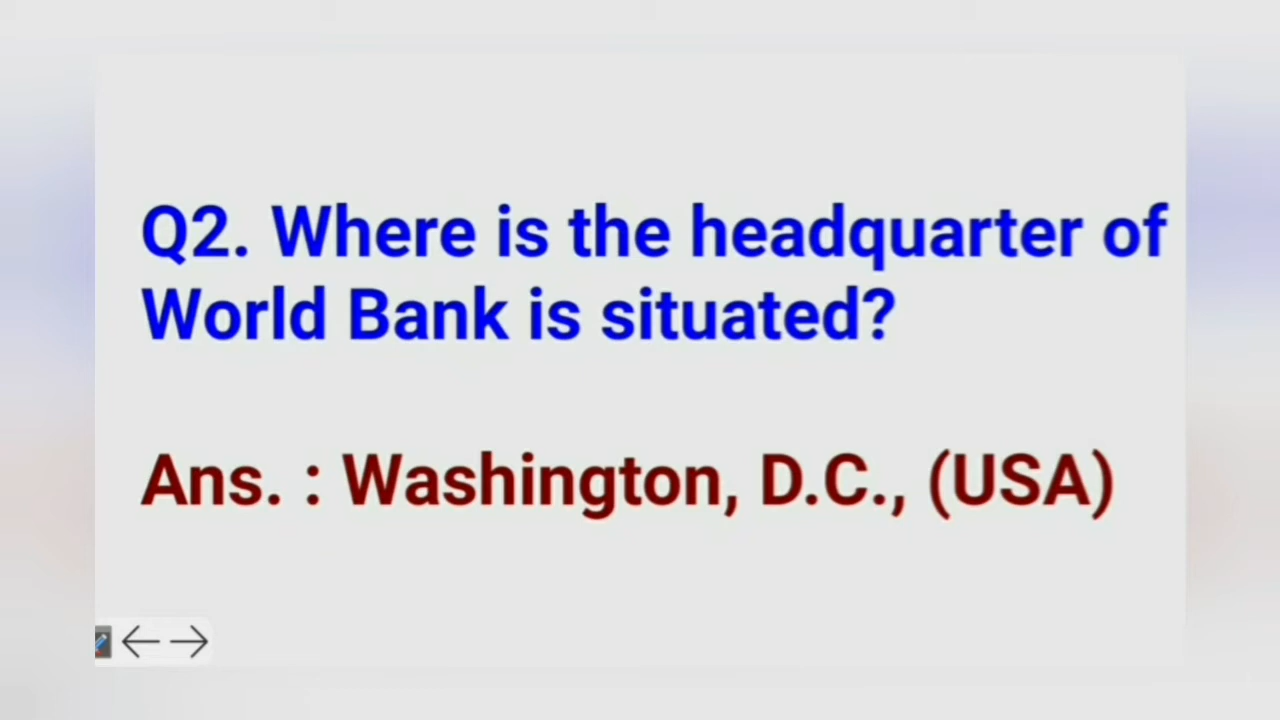 Q2. Where is the headquarter of
World Bank is situated?
Ans. : Washington, D.C., (USA)